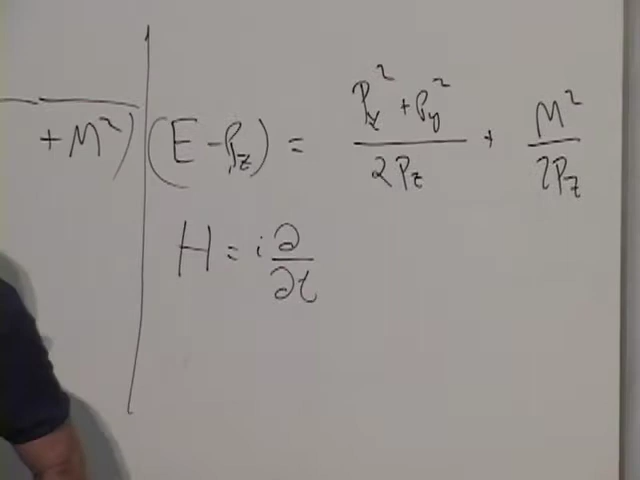 +M²)
(E - P_z) = (P_x² + P_y²)/(2P_z) + M²/(2P_z)
H = i ∂/∂t